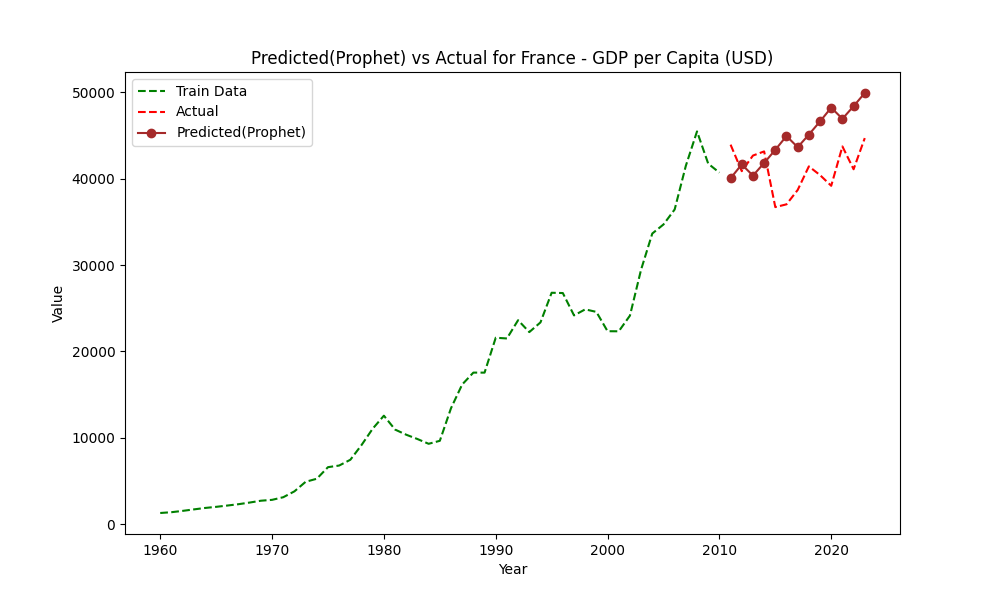 Predicted(Prophet) vs Actual for France - GDP per Capita (USD)
Train Data
Actual
Predicted(Prophet)
50000
40000
30000
20000
10000
0
Value
1960 1970 1980 1990 2000 2010 2020
Year